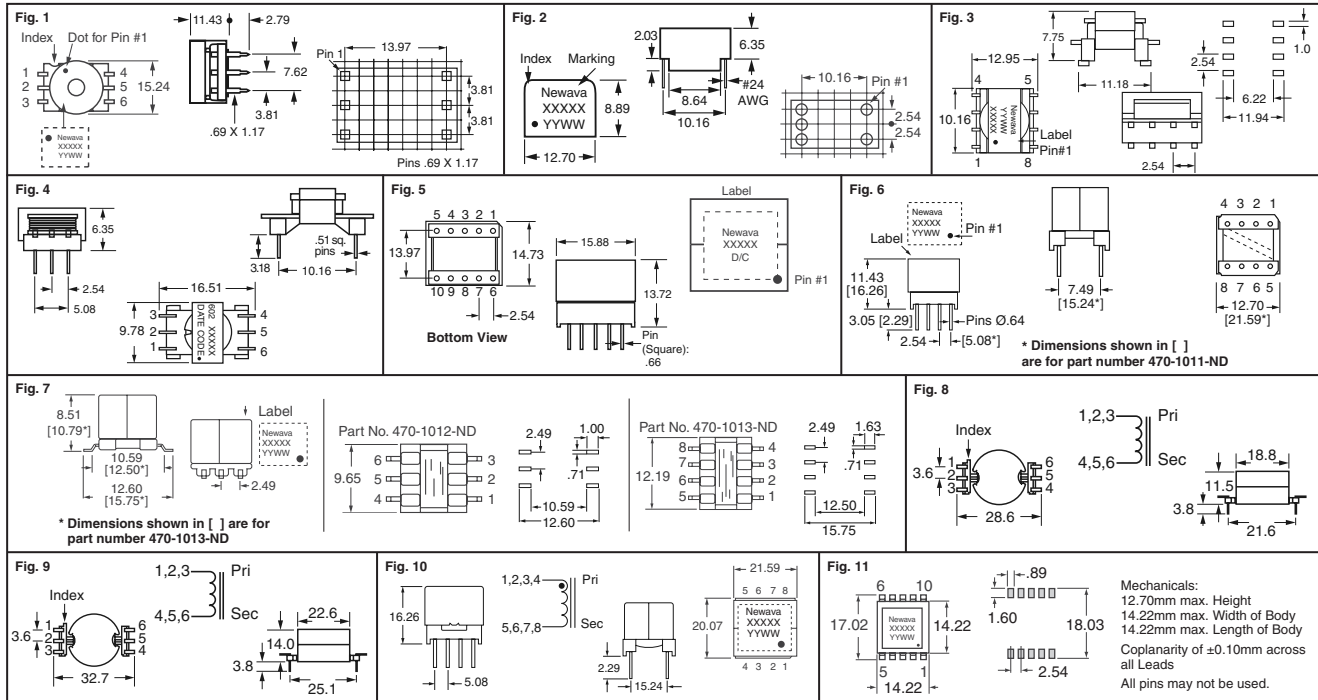 Fig. 1
11.43
2.79
Index
Dot for Pin #1
1
2
3
4
5
6
15.24
7.62
3.81
.69 X 1.17
Newava
XXXXX
YYWW
Pin 1
13.97
3.81
3.81
Pins .69 X 1.17
Fig. 2
Index
Marking
Newava
XXXXX
YYWW
8.89
12.70
2.03
6.35
#24
AWG
8.64
10.16
10.16
Pin #1
2.54
2.54
Fig. 3
7.75
12.95
11.18
4
5
10.16
Newava
YYWW
XXXXX
Label
Pin#1
1
8
2.54
1.0
2.54
6.22
11.94
Fig. 4
6.35
2.54
5.08
.51 sq.
pins
3.18
10.16
16.51
9.78
3
2
1
602 XXXXX
DATE CODE
4
5
6
Fig. 5
5 4 3 2 1
13.97
14.73
10 9 8 7 6
2.54
Bottom View
15.88
13.72
Pin
(Square):
.66
Label
Newava
XXXXX
D/C
Pin #1
Fig. 6
Newava
XXXXX
YYWW
Pin #1
Label
11.43
[16.26]
3.05 [2.29]
Pins Ø.64
2.54
[5.08*]
7.49
[15.24*]
4 3 2 1
8 7 6 5
12.70
[21.59*]
* Dimensions shown in [ ]
are for part number 470-1011-ND
Fig. 7
8.51
[10.79*]
10.59
[12.50*]
12.60
[15.75*]
Label
Newava
XXXXX
YYWW
2.49
* Dimensions shown in [ ] are for
part number 470-1013-ND
Part No. 470-1012-ND
9.65
6
5
4
3
2
1
2.49
1.00
.71
10.59
12.60
Part No. 470-1013-ND
12.19
8
7
6
5
4
3
2
1
2.49
1.63
.71
12.50
15.75
Fig. 8
Index
3.6
1
2
3
6
5
4
28.6
1,2,3
Pri
4,5,6
Sec
18.8
11.5
3.8
21.6
Fig. 9
Index
3.6
1
2
3
6
5
4
32.7
1,2,3
Pri
4,5,6
Sec
22.6
14.0
3.8
25.1
Fig. 10
16.26
5.08
1,2,3,4
Pri
5,6,7,8
Sec
2.29
15.24
21.59
5 6 7 8
20.07
Newava
XXXXX
YYWW
4 3 2 1
Fig. 11
6
10
17.02
Newava
XXXXX
YYWW
14.22
5
1
14.22
.89
1.60
18.03
2.54
Mechanicals:
12.70mm max. Height
14.22mm max. Width of Body
14.22mm max. Length of Body
Coplanarity of ±0.10mm across
all Leads
All pins may not be used.